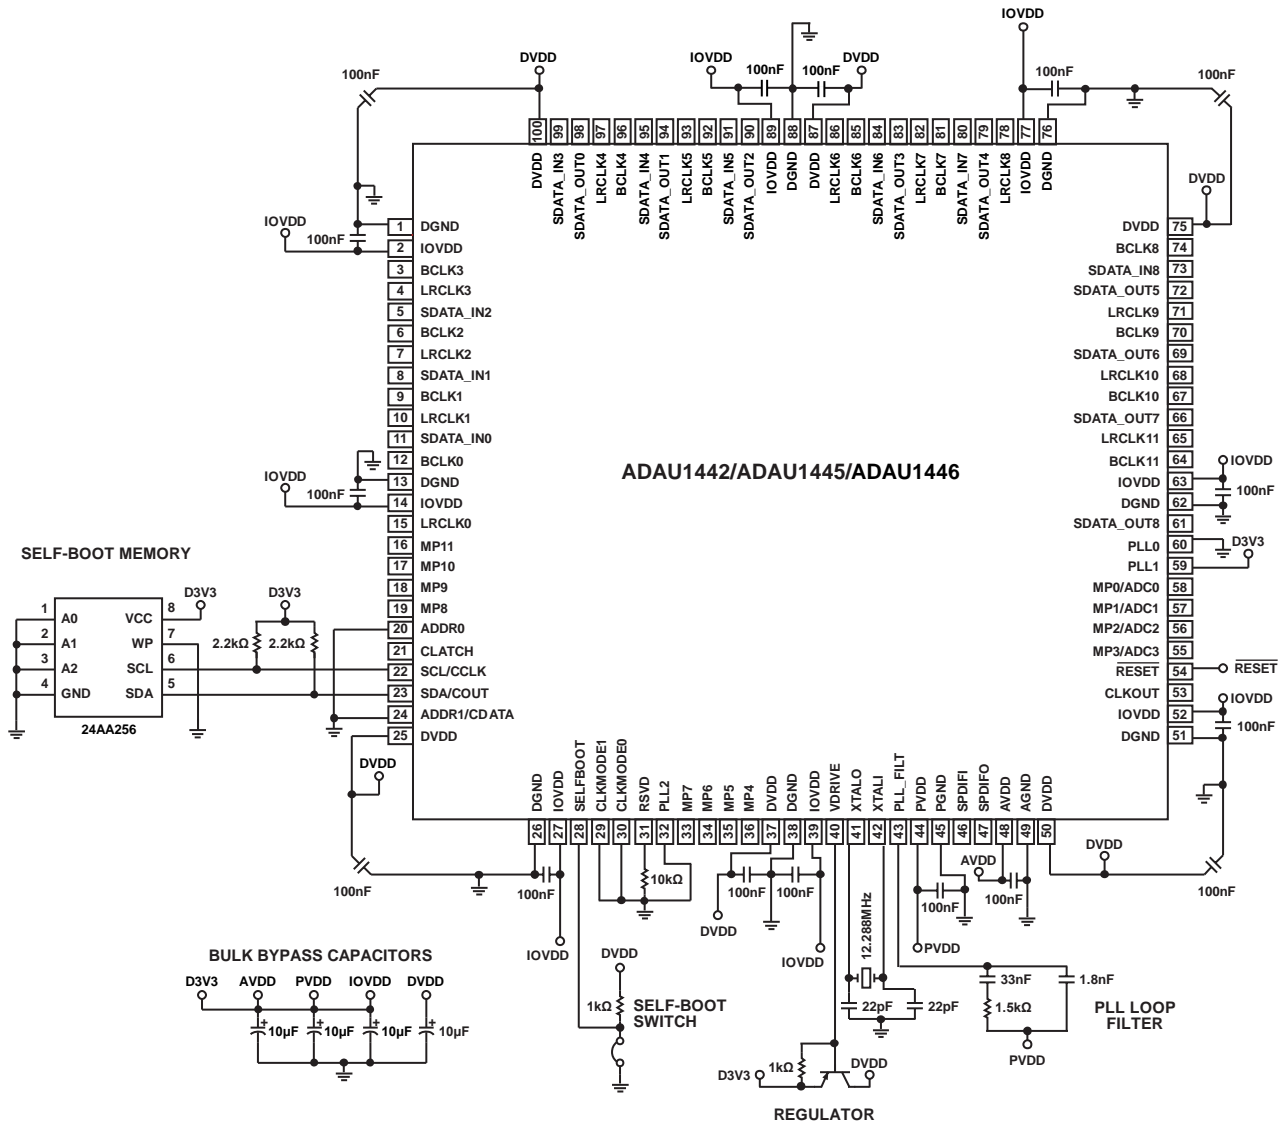 IOVDD
DVDD
IOVDD
DVDD
100nF
100nF
100nF
100nF
100nF
100 99 98 97 96 95 94 93 92 91 90 89 88 87 86 85 84 83 82 81 80 79 78 77 76
DVDD
SDATA_IN3
SDATA_OUT0
LRCLK4
BCLK4
SDATA_IN4
SDATA_OUT1
LRCLK5
BCLK5
SDATA_IN5
SDATA_OUT2
IOVDD
DGND
DVDD
LRCLK6
BCLK6
SDATA_IN6
SDATA_OUT3
LRCLK7
BCLK7
SDATA_IN7
SDATA_OUT4
LRCLK8
IOVDD
DGND
IOVDD
100nF
1 DGND
2 IOVDD
3 BCLK3
4 LRCLK3
5 SDATA_IN2
6 BCLK2
7 LRCLK2
8 SDATA_IN1
9 BCLK1
10 LRCLK1
11 SDATA_IN0
12 BCLK0
13 DGND
14 IOVDD
15 LRCLK0
16 MP11
17 MP10
18 MP9
19 MP8
20 ADDR0
21 CLATCH
22 SCL/CCLK
23 SDA/COUT
24 ADDR1/CDATA
25 DVDD
IOVDD
100nF
ADAU1442/ADAU1445/ADAU1446
DVDD
DVDD 75
BCLK8 74
SDATA_IN8 73
SDATA_OUT5 72
LRCLK9 71
BCLK9 70
SDATA_OUT6 69
LRCLK10 68
BCLK10 67
SDATA_OUT7 66
LRCLK11 65
BCLK11 64
IOVDD 63
DGND 62
SDATA_OUT8 61
PLL0 60
PLL1 59
MP0/ADC0 58
MP1/ADC1 57
MP2/ADC2 56
MP3/ADC3 55
RESET 54
CLKOUT 53
IOVDD 52
DGND 51
IOVDD
100nF
D3V3
RESET
IOVDD
100nF
SELF-BOOT MEMORY
D3V3
D3V3
2.2kΩ 2.2kΩ
1 A0 VCC 8
2 A1 WP 7
3 A2 SCL 6
4 GND SDA 5
24AA256
DVDD
100nF
DGND
IOVDD
SELFBOOT
CLKMODE1
CLKMODE0
RSVD
PLL2
MP7
MP6
MP5
MP4
DVDD
DGND
IOVDD
VDRIVE
XTALO
XTALI
PLL_FILT
PVDD
PGND
SPDIFI
SPDIFO
AVDD
AGND
DVDD
26 27 28 29 30 31 32 33 34 35 36 37 38 39 40 41 42 43 44 45 46 47 48 49 50
100nF
IOVDD
10kΩ
100nF
100nF
DVDD
IOVDD
12.288MHz
22pF
22pF
100nF
PVDD
AVDD
100nF
DVDD
100nF
BULK BYPASS CAPACITORS
D3V3 AVDD PVDD IOVDD DVDD
+ + + +
10µF 10µF 10µF 10µF
DVDD
1kΩ
SELF-BOOT
SWITCH
33nF
1.5kΩ
1.8nF
PVDD
PLL LOOP
FILTER
D3V3
1kΩ
DVDD
REGULATOR